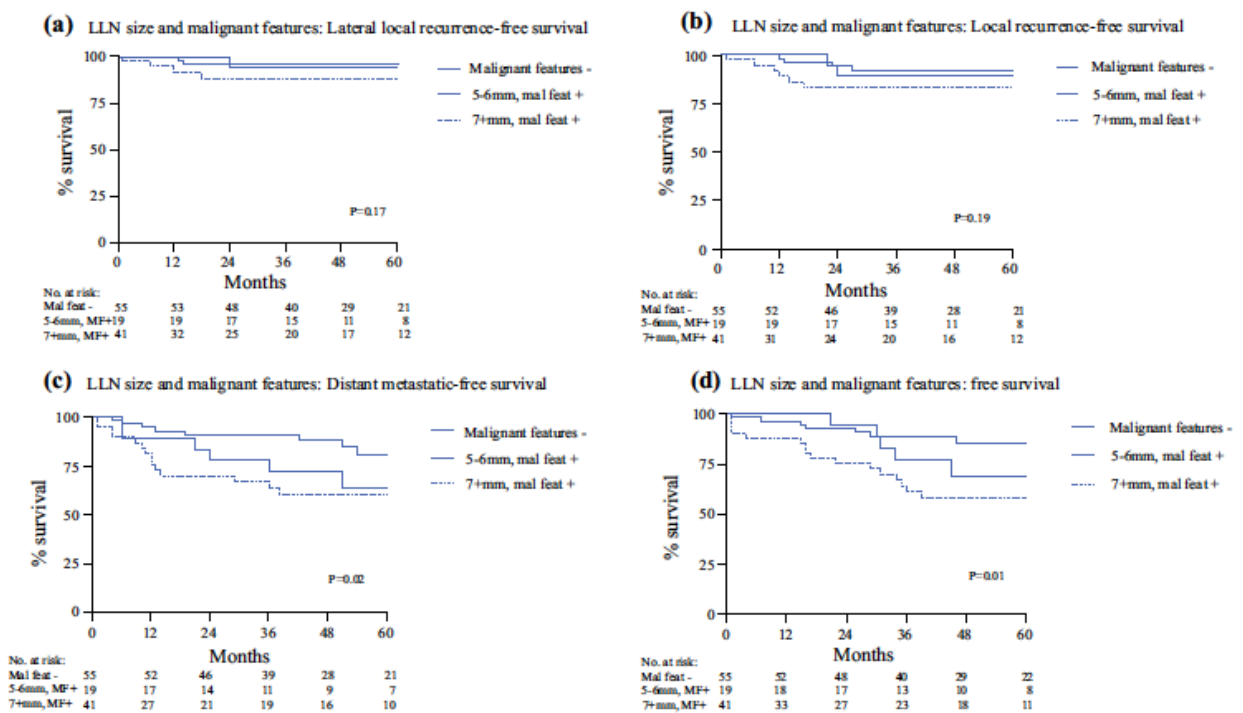 (a) LLN size and malignant features: Lateral local recurrence-free survival
100
75
50
25
0
% survival
Malignant features -
5-6mm, mal feat +
7+mm, mal feat +
P=0.17
0 12 24 36 48 60
Months
No. at risk:
Mal feat - 55 53 48 40 29 21
5-6mm, MF+19 19 17 15 11 8
7+mm, MF+ 41 32 25 20 17 12
(b) LLN size and malignant features: Local recurrence-free survival
100
75
50
25
0
% survival
Malignant features -
5-6mm, mal feat +
7+mm, mal feat +
P=0.19
0 12 24 36 48 60
Months
No. at risk:
Mal feat - 55 52 46 39 28 21
5-6mm, MF+19 19 17 15 11 8
7+mm, MF+ 41 31 24 20 16 12
(c) LLN size and malignant features: Distant metastatic-free survival
100
75
50
25
0
% survival
Malignant features -
5-6mm, mal feat +
7+mm, mal feat +
P=0.02
0 12 24 36 48 60
Months
No. at risk:
Mal feat - 55 52 46 39 28 21
5-6mm, MF+ 19 17 14 11 9 7
7+mm, MF+ 41 27 21 19 16 10
(d) LLN size and malignant features: free survival
100
75
50
25
0
% survival
Malignant features -
5-6mm, mal feat +
7+mm, mal feat +
P=0.01
0 12 24 36 48 60
Months
No. at risk:
Mal feat - 55 52 48 40 29 22
5-6mm, MF+ 19 18 17 13 10 8
7+mm, MF+ 41 33 27 23 18 11